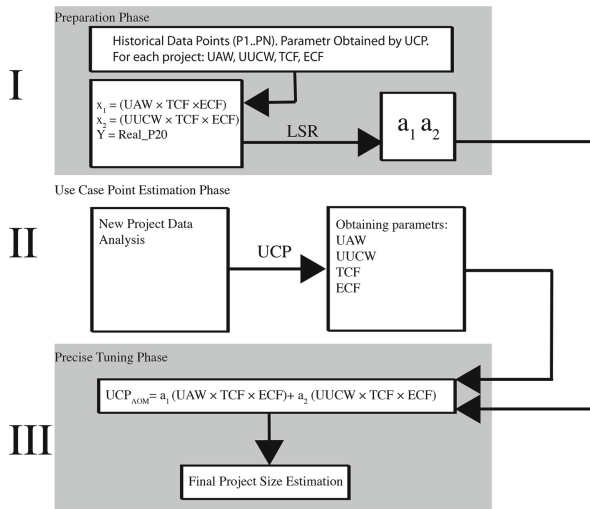 Preparation Phase
Historical Data Points (P1..PN). Parametr Obtained by UCP.
For each project: UAW, UUCW, TCF, ECF
I
x₁ = (UAW × TCF ×ECF)
x₂ = (UUCW × TCF × ECF)
Y = Real_P20
LSR
a₁ a₂
Use Case Point Estimation Phase
II
New Project Data
Analysis
UCP
Obtaining parametrs:
UAW
UUCW
TCF
ECF
Precise Tuning Phase
UCP_AOM= a₁ (UAW × TCF × ECF)+ a₂ (UUCW × TCF × ECF)
III
Final Project Size Estimation